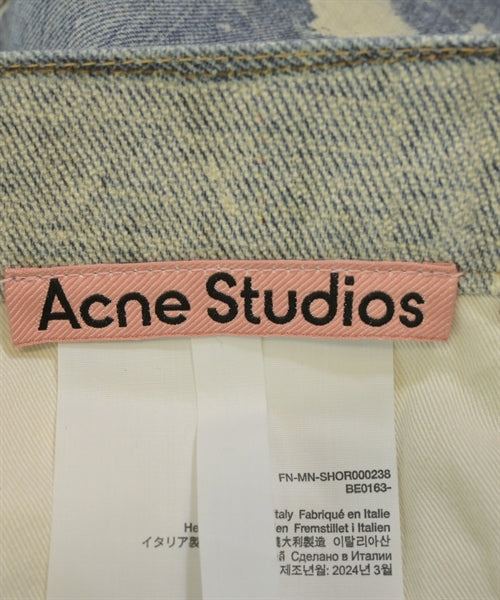 Acne Studios
FN-MN-SHOR000238
BE0163-
taly Fabriqué en Italie
He en Fremstillet i Italien
イタリア製 大利製造 이탈리아산
Сделано в Италии
제조년월: 2024년 3월